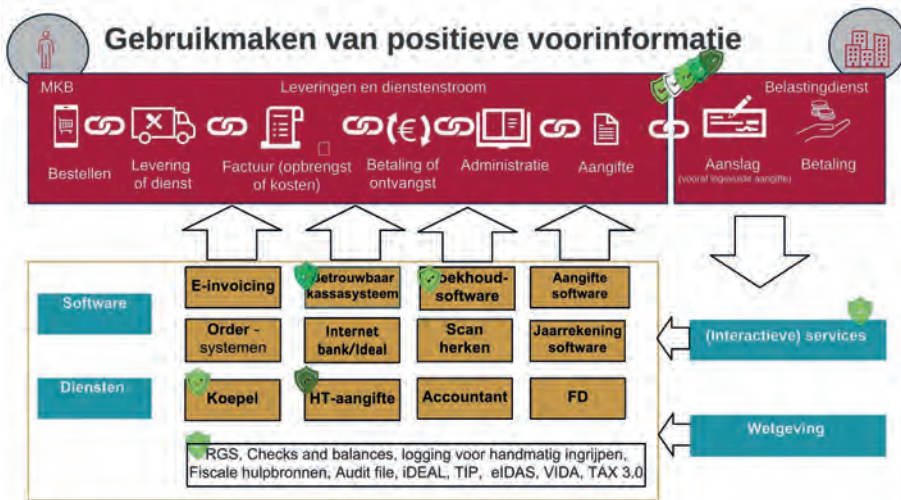 Gebruikmaken van positieve voorinformatie
MKB
Leveringen en dienstenstroom
Belastingdienst
Bestellen
Levering
of dienst
Factuur (opbrengst
of kosten)
Betaling of
ontvangst
Administratie
Aangifte
Aanslag
(vooraf ingevulde aangifte)
Betaling
Software
Diensten
E-invoicing
Betrouwbaar
kassasysteem
oekhoud-
software
Aangifte
software
Order -
systemen
Internet
bank/Ideal
Scan
herken
Jaarrekening
software
Koepel
HT-aangifte
Accountant
FD
(Interactieve) services
Wetgeving
RGS, Checks and balances, logging voor handmatig ingrijpen,
Fiscale hulpbronnen, Audit file, iDEAL, TIP, eIDAS, VIDA, TAX 3.0